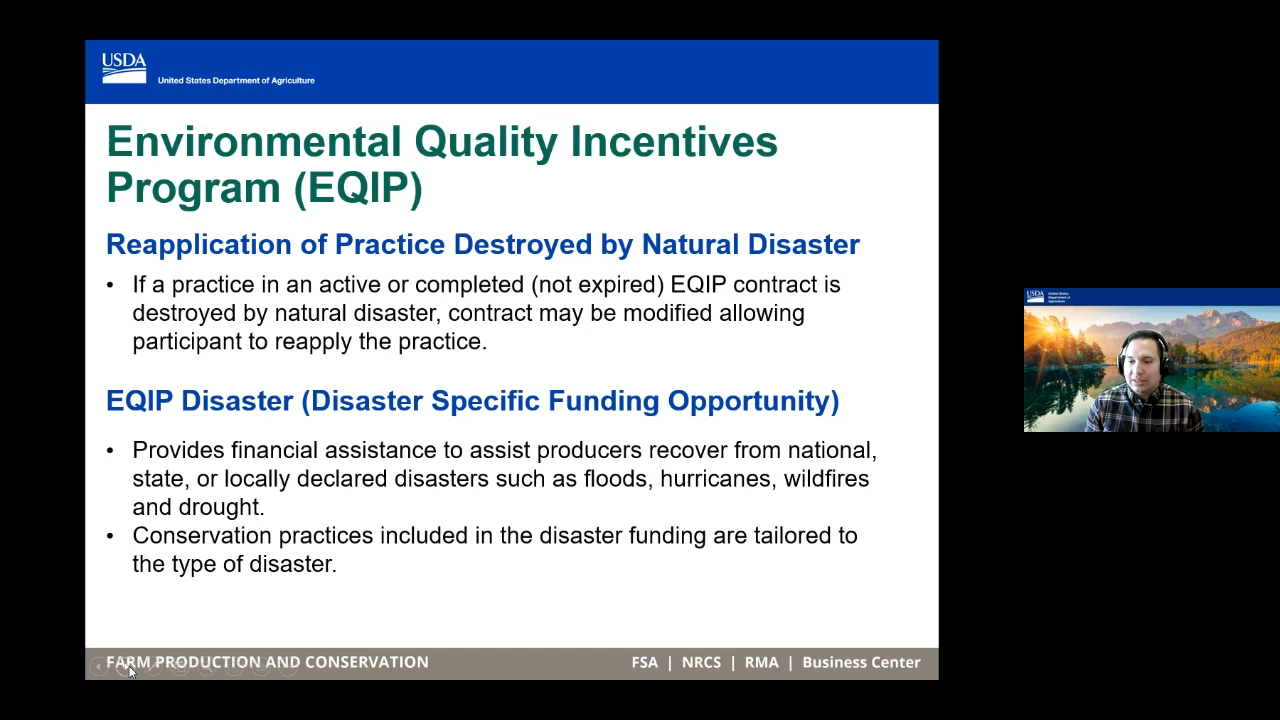 USDA
United States Department of Agriculture
Environmental Quality Incentives
Program (EQIP)
Reapplication of Practice Destroyed by Natural Disaster
• If a practice in an active or completed (not expired) EQIP contract is
destroyed by natural disaster, contract may be modified allowing
participant to reapply the practice.
EQIP Disaster (Disaster Specific Funding Opportunity)
• Provides financial assistance to assist producers recover from national,
state, or locally declared disasters such as floods, hurricanes, wildfires
and drought.
• Conservation practices included in the disaster funding are tailored to
the type of disaster.
FARM PRODUCTION AND CONSERVATION
FSA | NRCS | RMA | Business Center
USDA
United States
Department of
Agriculture